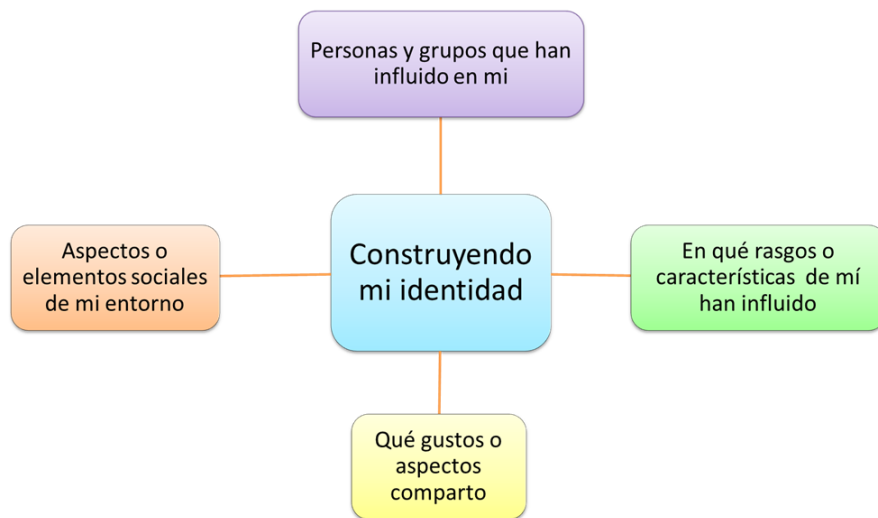 Personas y grupos que han
influido en mi
Aspectos o
elementos sociales
de mi entorno
Construyendo
mi identidad
En qué rasgos o
características de mí
han influido
Qué gustos o
aspectos
comparto